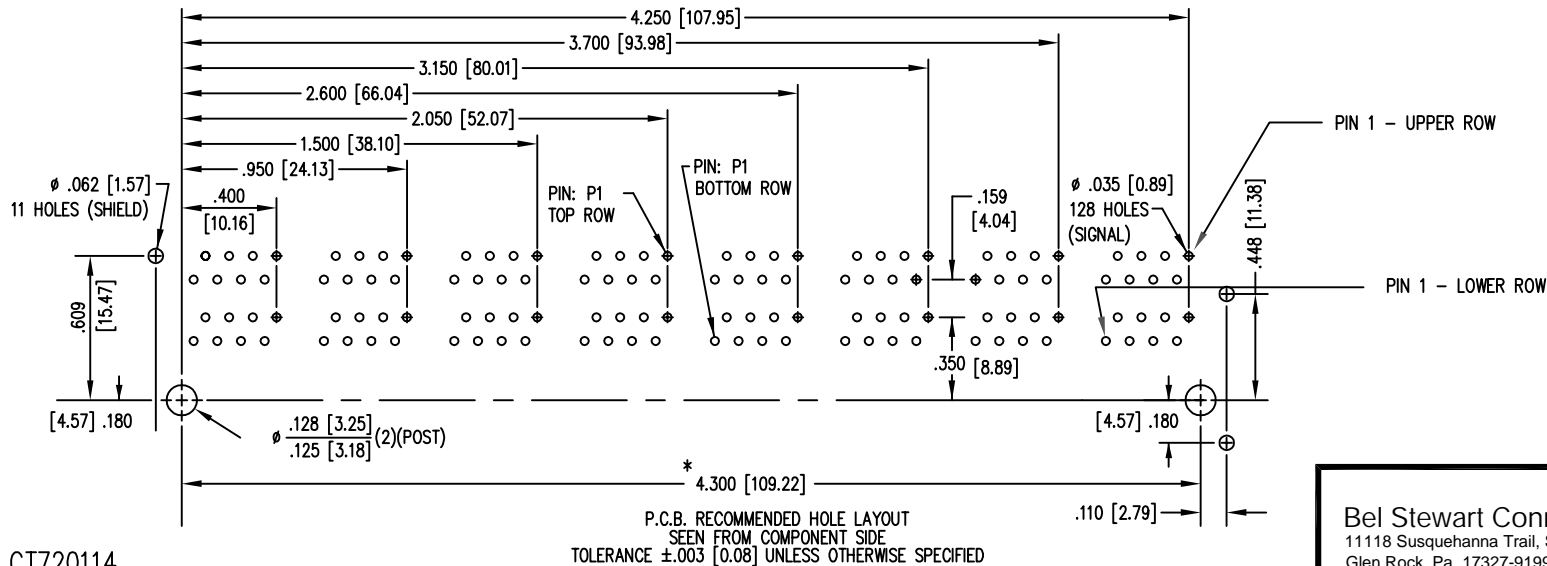 4.250 [107.95]
3.700 [93.98]
3.150 [80.01]
2.600 [66.04]
2.050 [52.07]
1.500 [38.10]
.950 [24.13]
.400
[10.16]
ø .062 [1.57]
11 HOLES (SHIELD)
PIN: P1
TOP ROW
PIN: P1
BOTTOM ROW
.159
[4.04]
ø .035 [0.89]
128 HOLES
(SIGNAL)
.448 [11.38]
PIN 1 – UPPER ROW
PIN 1 – LOWER ROW
.609
[15.47]
.350 [8.89]
[4.57] .180
[4.57] .180
ø .128 [3.25]
.125 [3.18] (2)(POST)
*
4.300 [109.22]
.110 [2.79]
P.C.B. RECOMMENDED HOLE LAYOUT
SEEN FROM COMPONENT SIDE
TOLERANCE ±.003 [0.08] UNLESS OTHERWISE SPECIFIED
CT720114
Bel Stewart Conn
11118 Susquehanna Trail, S
Glen Rock, Pa. 17327-9199